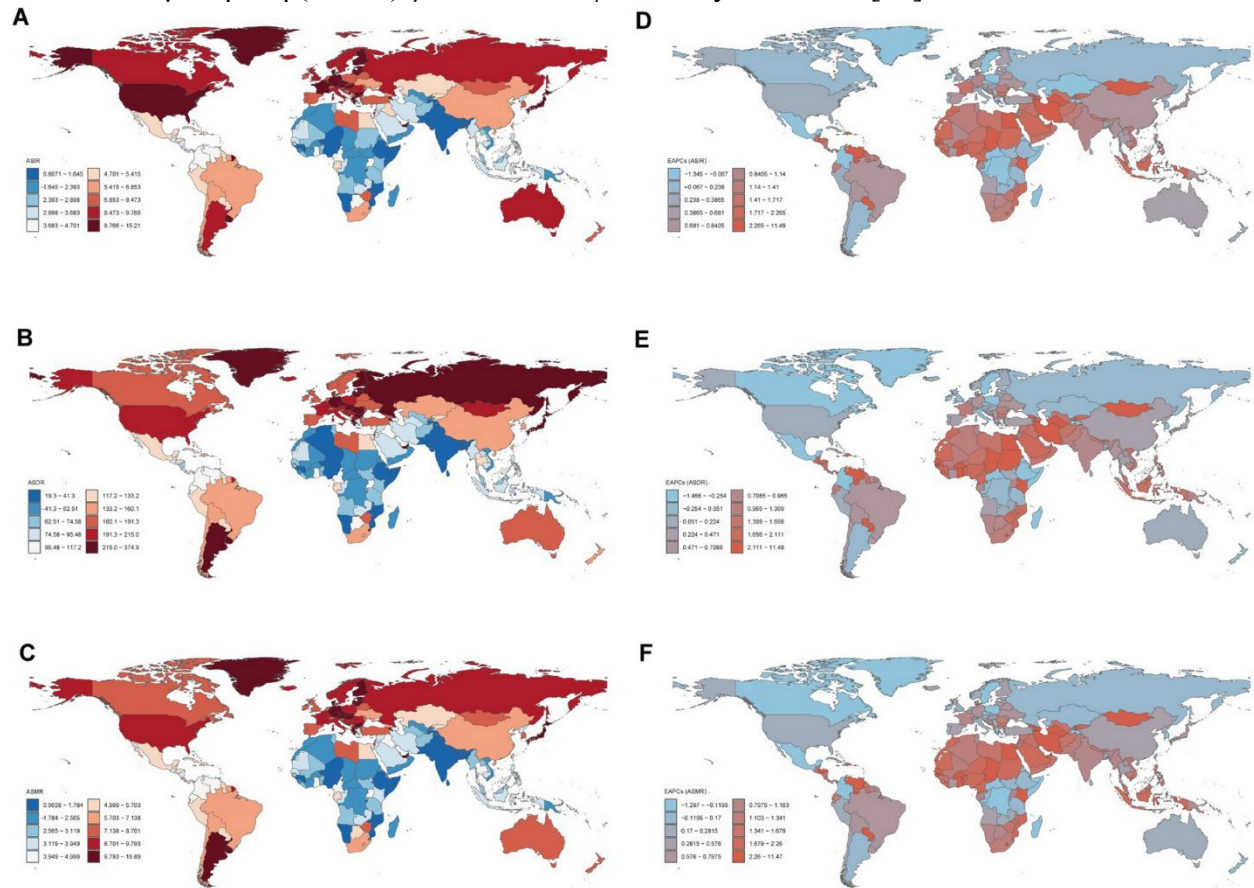 A
ASIR
0.8071 – 1.645
1.645 – 2.393
2.393 – 2.898
3.683 – 4.701
4.701 – 5.415
5.415 – 6.853
6.853 – 8.473
8.473 – 9.766
9.766 – 15.21
D
EAPCs (ASIR)
-1.345 – -0.067
-0.067 – 0.238
0.238 – 0.3865
0.3865 – 0.681
0.681 – 0.8405
0.8405 – 1.14
1.14 – 1.41
1.41 – 1.717
1.717 – 2.265
2.265 – 11.49
B
ASDR
19.3 – 41.3
41.3 – 62.51
62.51 – 74.58
74.58 – 95.48
95.48 – 117.2
117.2 – 133.2
133.2 – 160.1
160.1 – 191.3
191.3 – 215.0
215.0 – 374.9
E
EAPCs (ASDR)
-1.466 – -0.254
-0.254 – 0.051
0.051 – 0.224
0.224 – 0.471
0.471 – 0.7085
0.7085 – 0.965
0.965 – 1.309
1.309 – 1.556
2.111 – 11.48
C
ASMR
0.9026 – 1.784
1.784 – 2.565
2.565 – 3.119
3.119 – 3.949
3.949 – 4.999
4.999 – 5.703
5.703 – 7.138
7.138 – 8.701
8.701 – 9.793
9.793 – 15.89
F
EAPCs (ASMR)
-1.297 – -0.1195
-0.1195 – 0.17
0.17 – 0.2815
0.2815 – 0.576
0.576 – 0.7975
0.7975 – 1.103
1.103 – 1.341
1.341 – 1.679
1.679 – 2.26
2.26 – 11.47